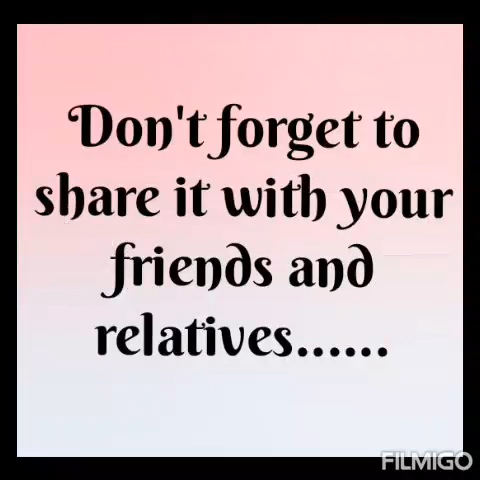 Don't forget to
share it with your
friends and
relatives......
FILMIGO